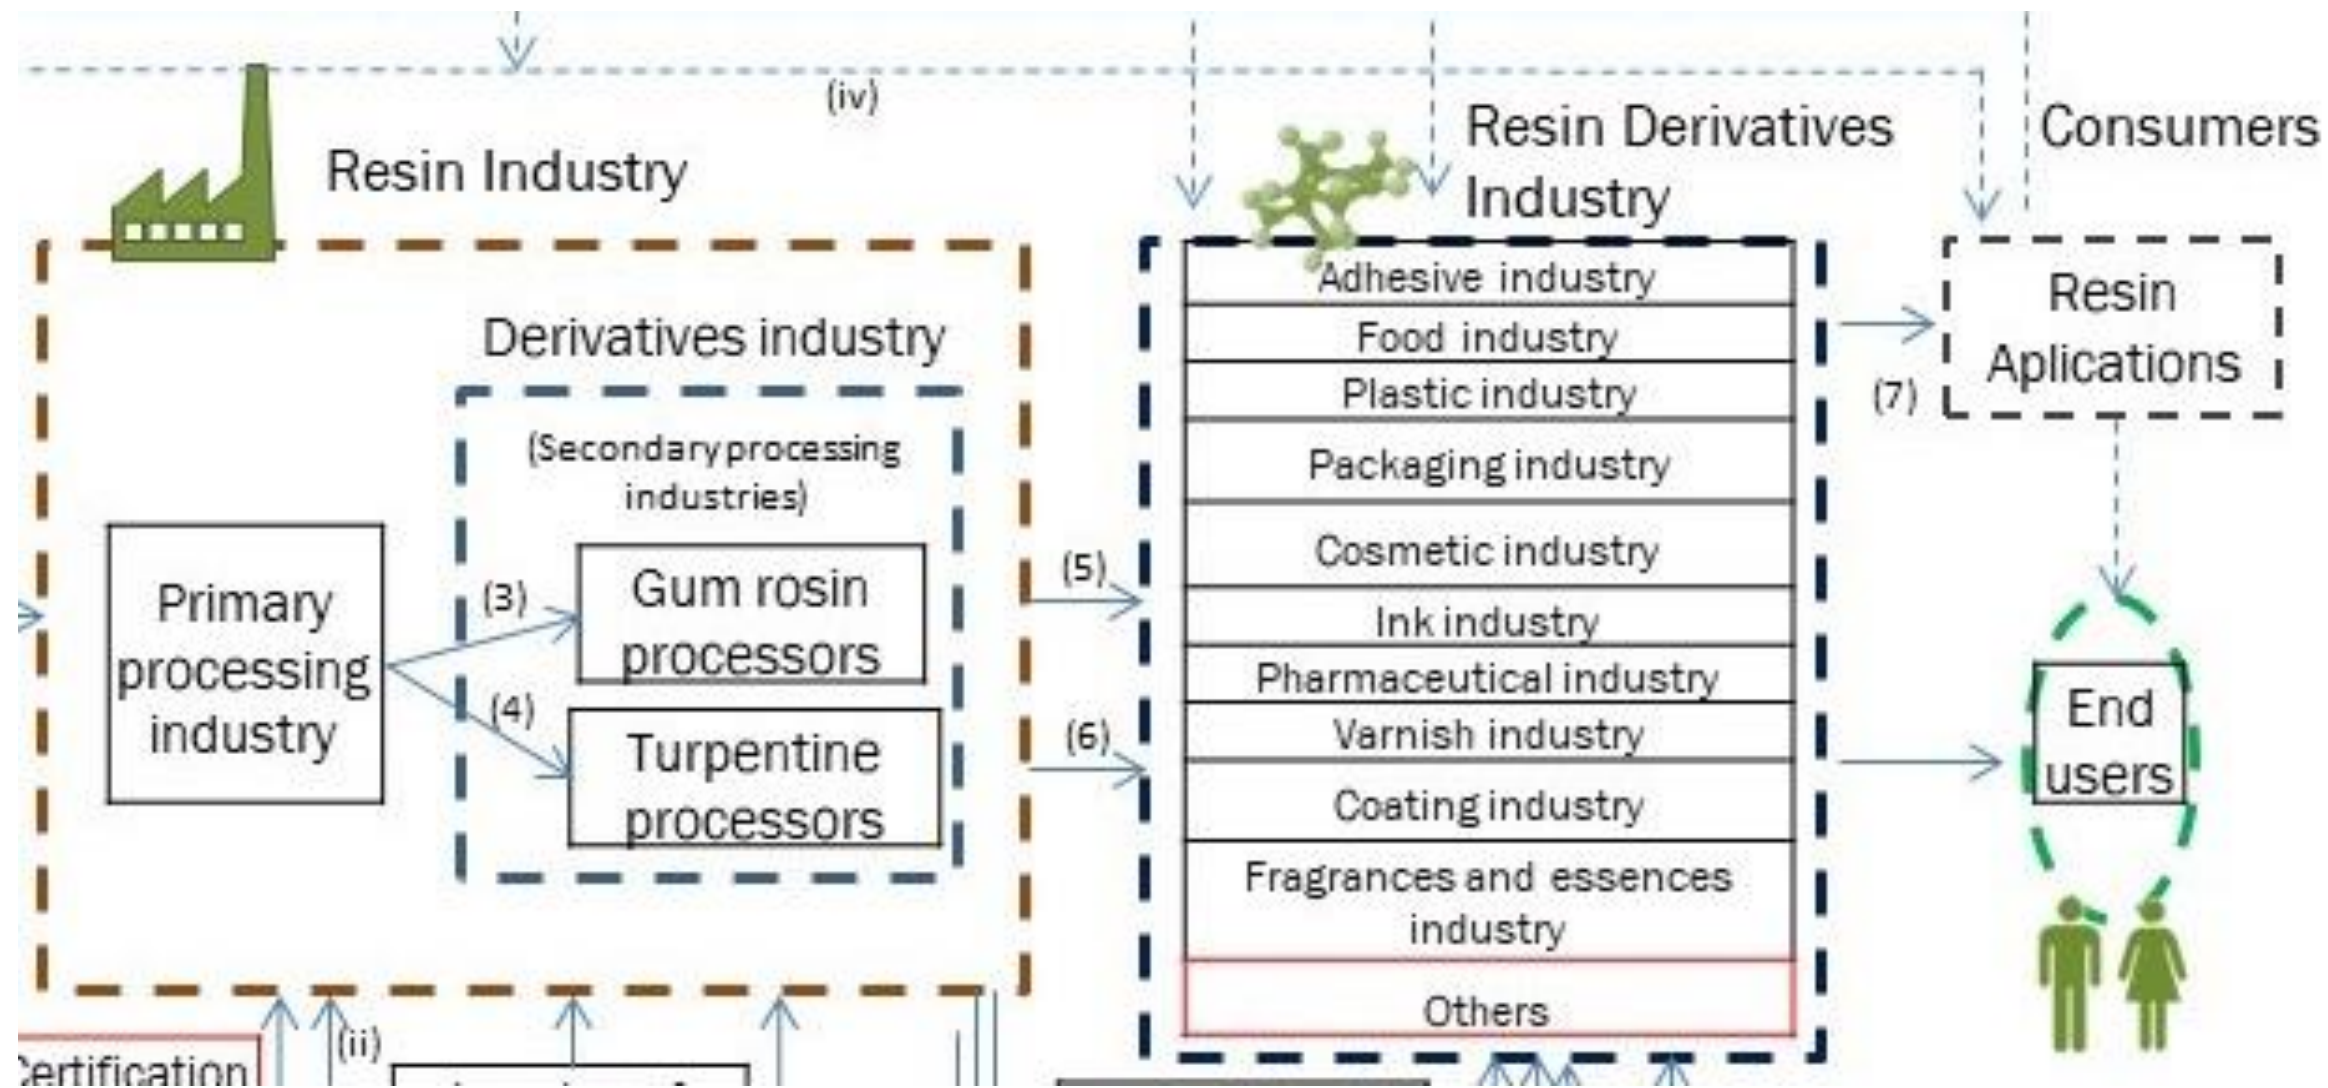 (iv)
Resin Industry
Resin Derivatives
Industry
Consumers
Derivatives industry
(Secondary processing
industries)
Primary
processing
industry
(3)
Gum rosin
processors
(4)
Turpentine
processors
(5)
(6)
Adhesive industry
Food industry
Plastic industry
Packaging industry
Cosmetic industry
Ink industry
Pharmaceutical industry
Varnish industry
Coating industry
Fragrances and essences
industry
Others
(7)
Resin
Aplications
End
users
(ii)
Certification